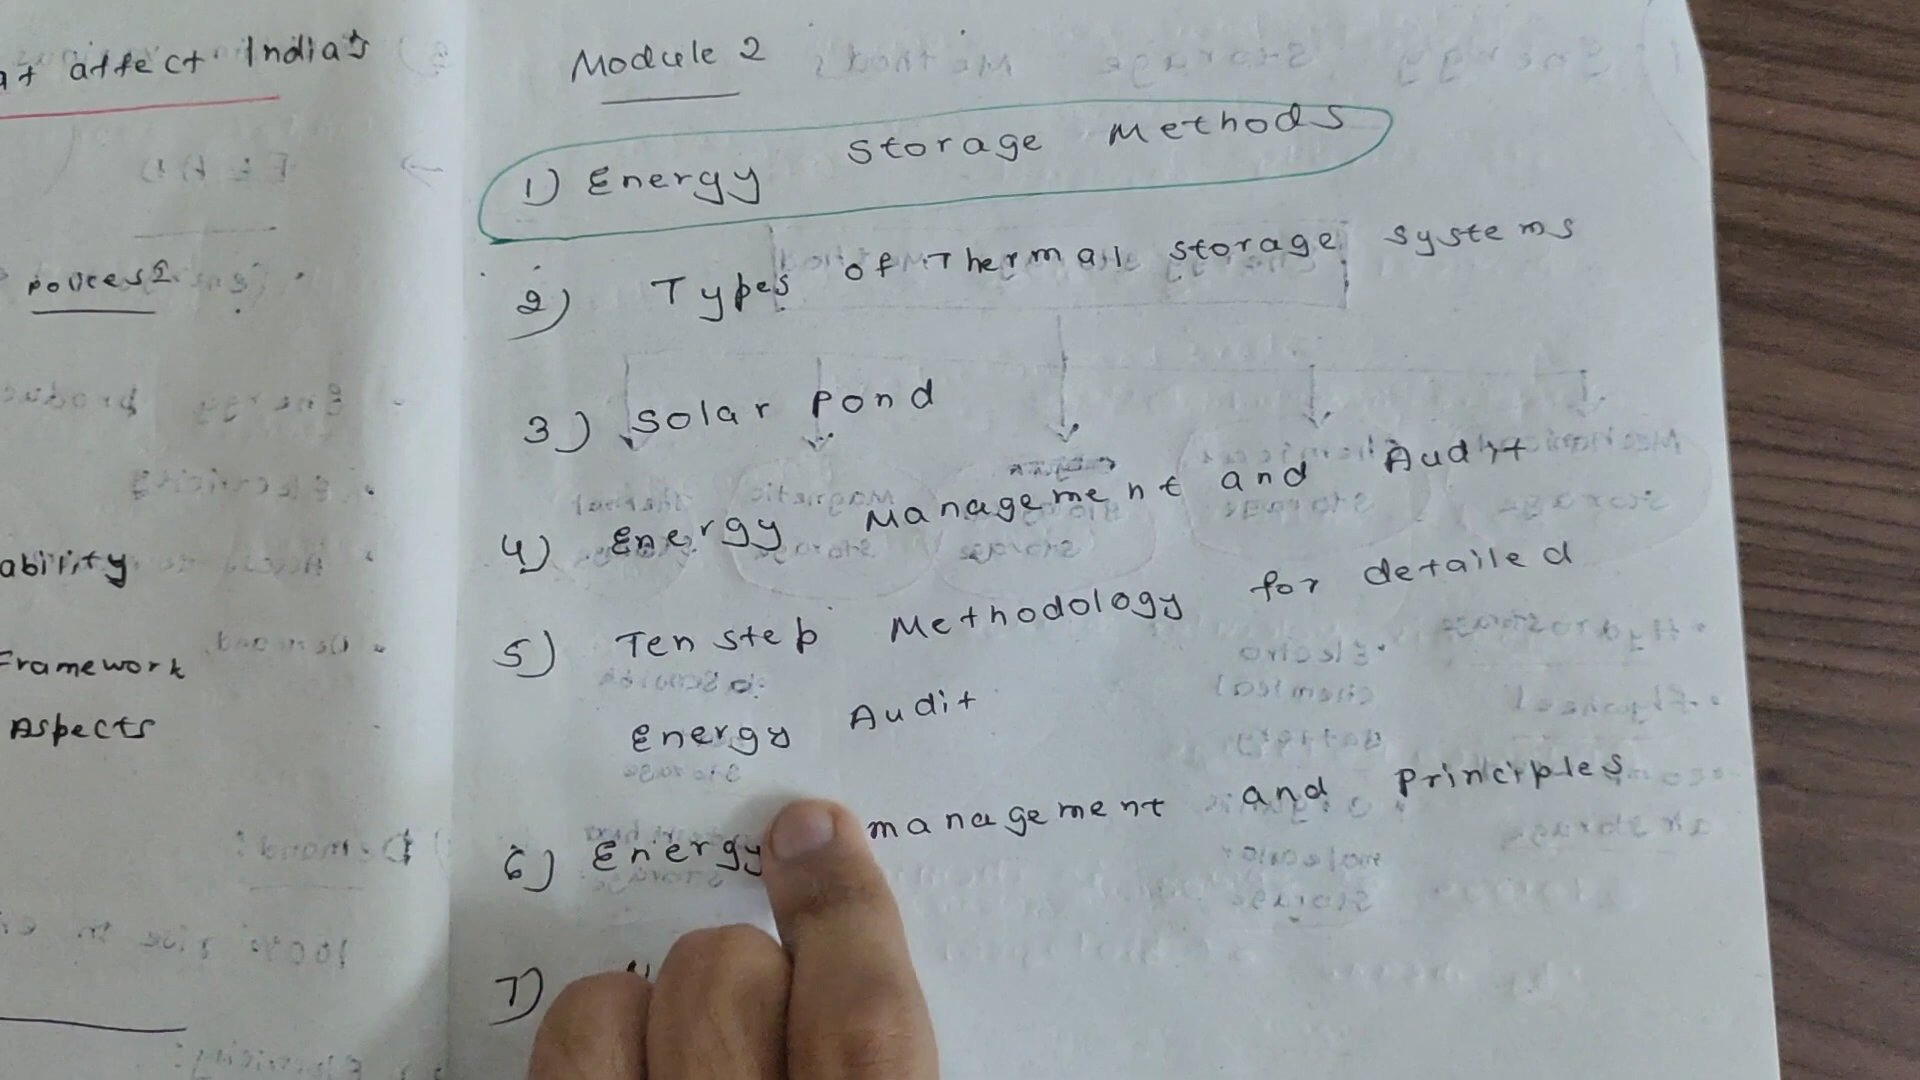 affect India's
polices?
ability
Framework
Aspects
Module 2
1) Energy Storage Methods
2) Types of Thermal storage systems
3) Solar Pond
4) Energy Management and Audit
5) Ten step Methodology for detailed
Energy Audit
6) Energy management and Principles
7)